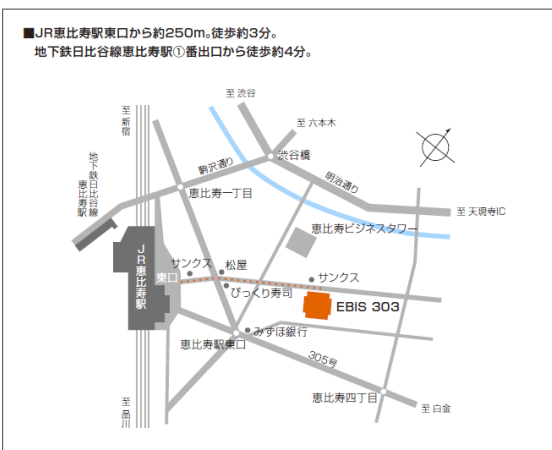 ■JR恵比寿駅東口から約250m。徒歩約3分。
地下鉄日比谷線恵比寿駅①番出口から徒歩約4分。
至 渋谷
至 新宿
至 六本木
地下鉄日比谷線
恵比寿駅
駒沢通り
渋谷橋
明治通り
恵比寿一丁目
至 天現寺IC
恵比寿ビジネスタワー
JR恵比寿駅
東口
サンクス
松屋
サンクス
びっくり寿司
EBIS 303
みずほ銀行
恵比寿駅東口
305号
恵比寿四丁目
至 白金
至 品川